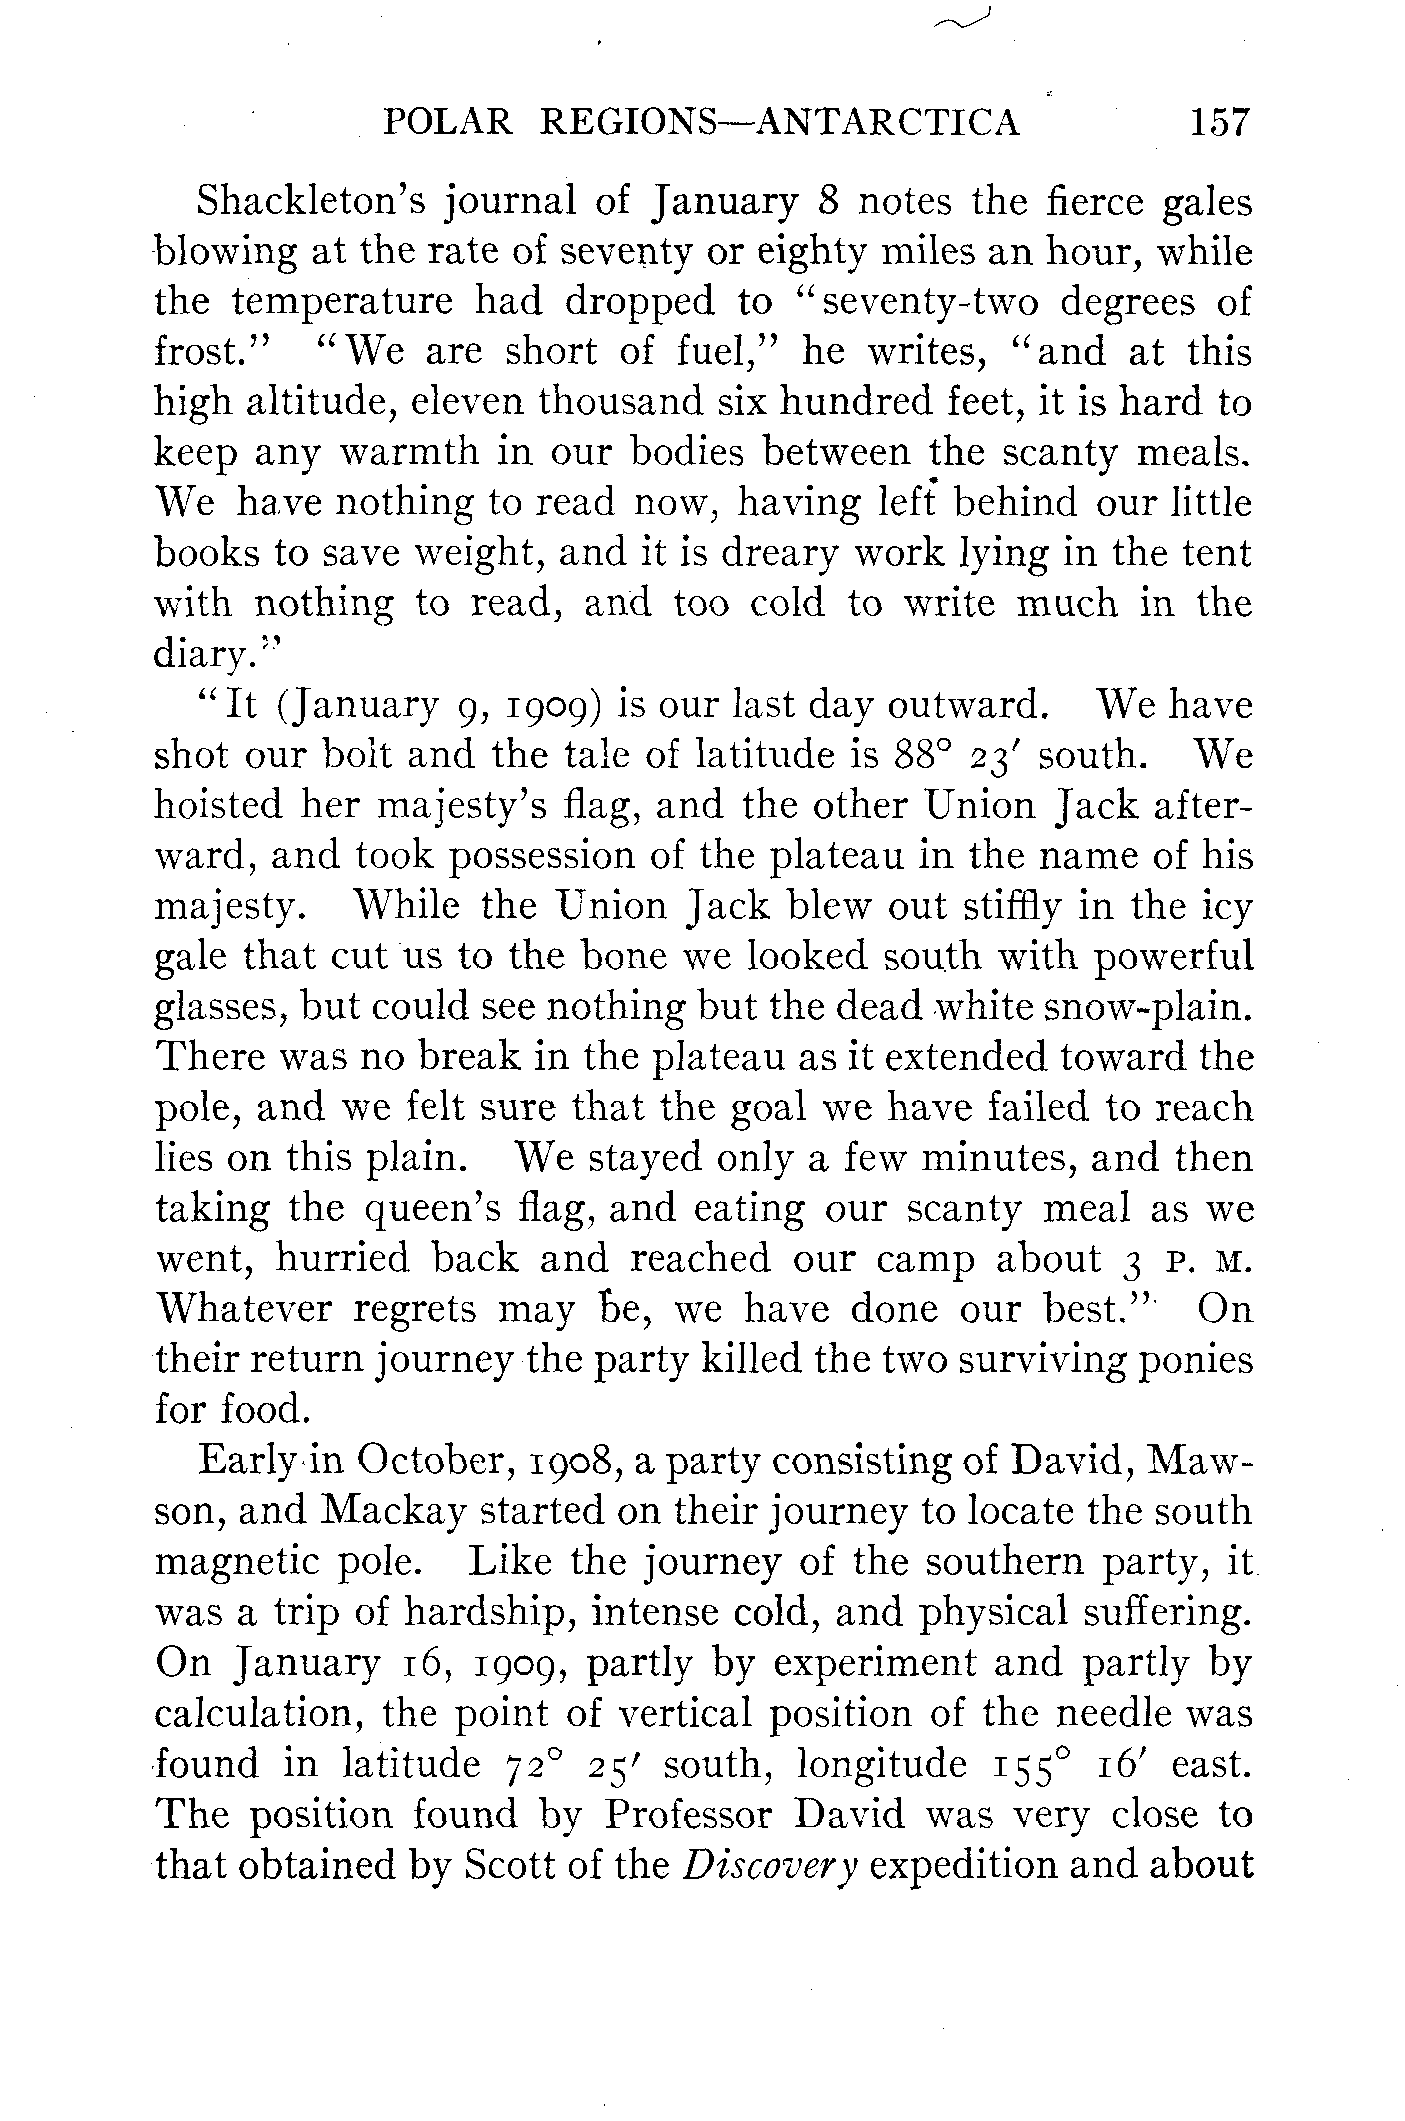 POLAR REGIONS—ANTARCTICA 157
Shackleton's journal of January 8 notes the fierce gales
blowing at the rate of seventy or eighty miles an hour, while
the temperature had dropped to "seventy-two degrees of
frost." "We are short of fuel," he writes, "and at this
high altitude, eleven thousand six hundred feet, it is hard to
keep any warmth in our bodies between the scanty meals.
We have nothing to read now, having left behind our little
books to save weight, and it is dreary work lying in the tent
with nothing to read, and too cold to write much in the
diary."
"It (January 9, 1909) is our last day outward. We have
shot our bolt and the tale of latitude is 88° 23′ south. We
hoisted her majesty's flag, and the other Union Jack after-
ward, and took possession of the plateau in the name of his
majesty. While the Union Jack blew out stiffly in the icy
gale that cut us to the bone we looked south with powerful
glasses, but could see nothing but the dead white snow-plain.
There was no break in the plateau as it extended toward the
pole, and we felt sure that the goal we have failed to reach
lies on this plain. We stayed only a few minutes, and then
taking the queen's flag, and eating our scanty meal as we
went, hurried back and reached our camp about 3 P. M.
Whatever regrets may be, we have done our best." On
their return journey the party killed the two surviving ponies
for food.
Early in October, 1908, a party consisting of David, Maw-
son, and Mackay started on their journey to locate the south
magnetic pole. Like the journey of the southern party, it
was a trip of hardship, intense cold, and physical suffering.
On January 16, 1909, partly by experiment and partly by
calculation, the point of vertical position of the needle was
found in latitude 72° 25′ south, longitude 155° 16′ east.
The position found by Professor David was very close to
that obtained by Scott of the Discovery expedition and about